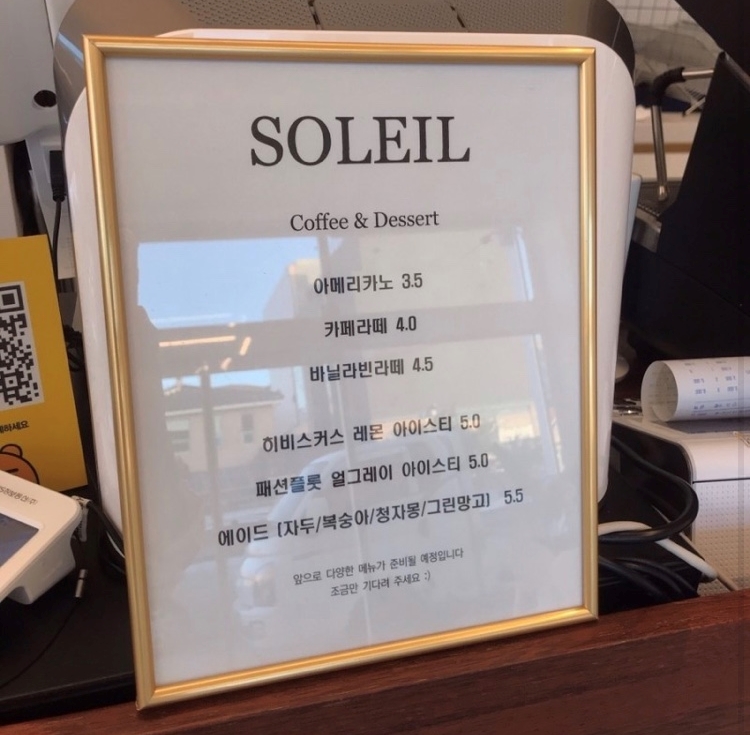 SOLEIL
Coffee & Dessert
아메리카노 3.5
카페라떼 4.0
바닐라빈라떼 4.5
히비스커스 레몬 아이스티 5.0
패션플룻 얼그레이 아이스티 5.0
에이드 (자두/복숭아/청자몽/그린망고) 5.5
앞으로 다양한 메뉴가 준비될 예정입니다
조금만 기다려 주세요 :)